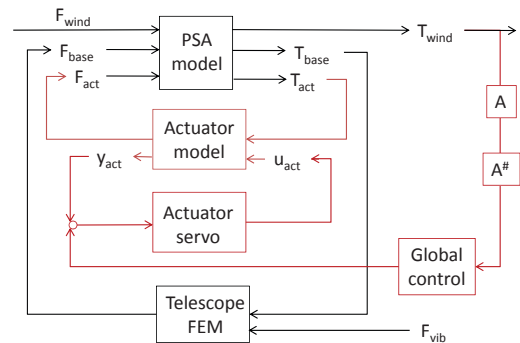 F_wind
F_base
F_act
PSA
model
T_wind
T_base
T_act
A
Actuator
model
A#
y_act
u_act
Actuator
servo
Global
control
Telescope
FEM
F_vib